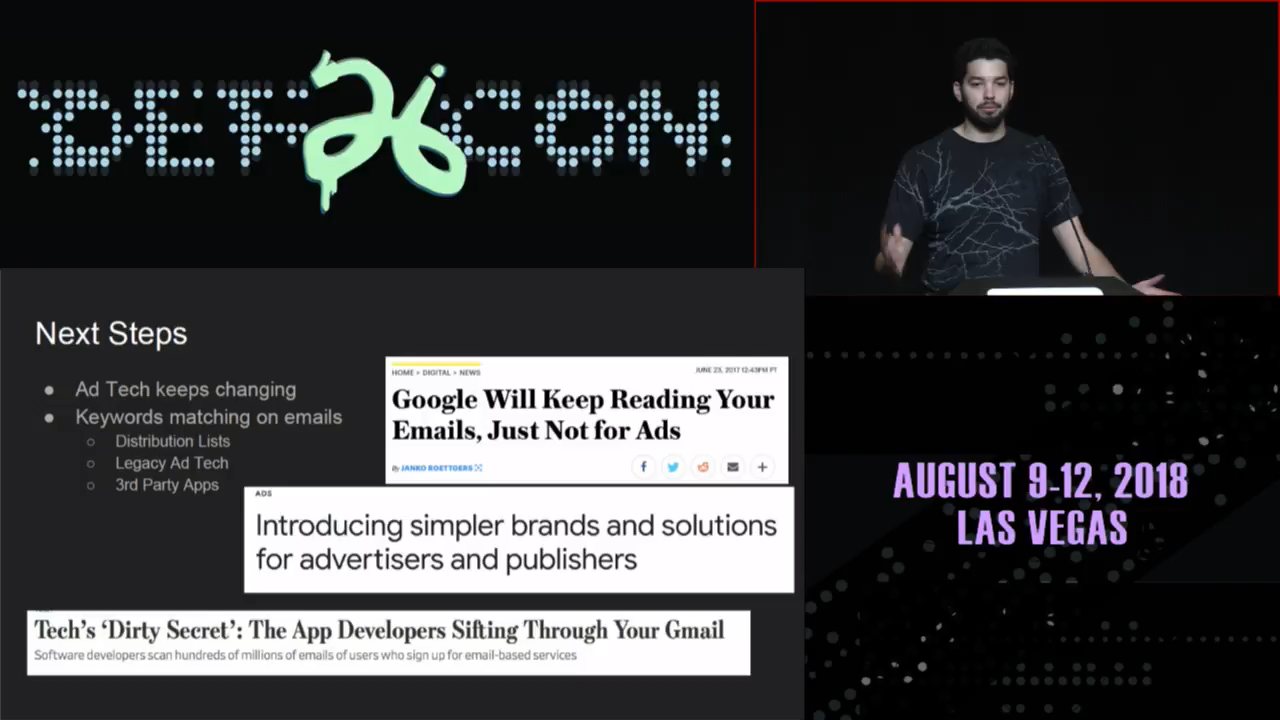 DEF 26 CON
Next Steps
● Ad Tech keeps changing
● Keywords matching on emails
○ Distribution Lists
○ Legacy Ad Tech
○ 3rd Party Apps
HOME > DIGITAL > NEWS
JUNE 23, 2017 12:43PM PT
Google Will Keep Reading Your
Emails, Just Not for Ads
By JANKO ROETTGERS
ADS
Introducing simpler brands and solutions
for advertisers and publishers
Tech's ‘Dirty Secret’: The App Developers Sifting Through Your Gmail
Software developers scan hundreds of millions of emails of users who sign up for email-based services
AUGUST 9-12, 2018
LAS VEGAS